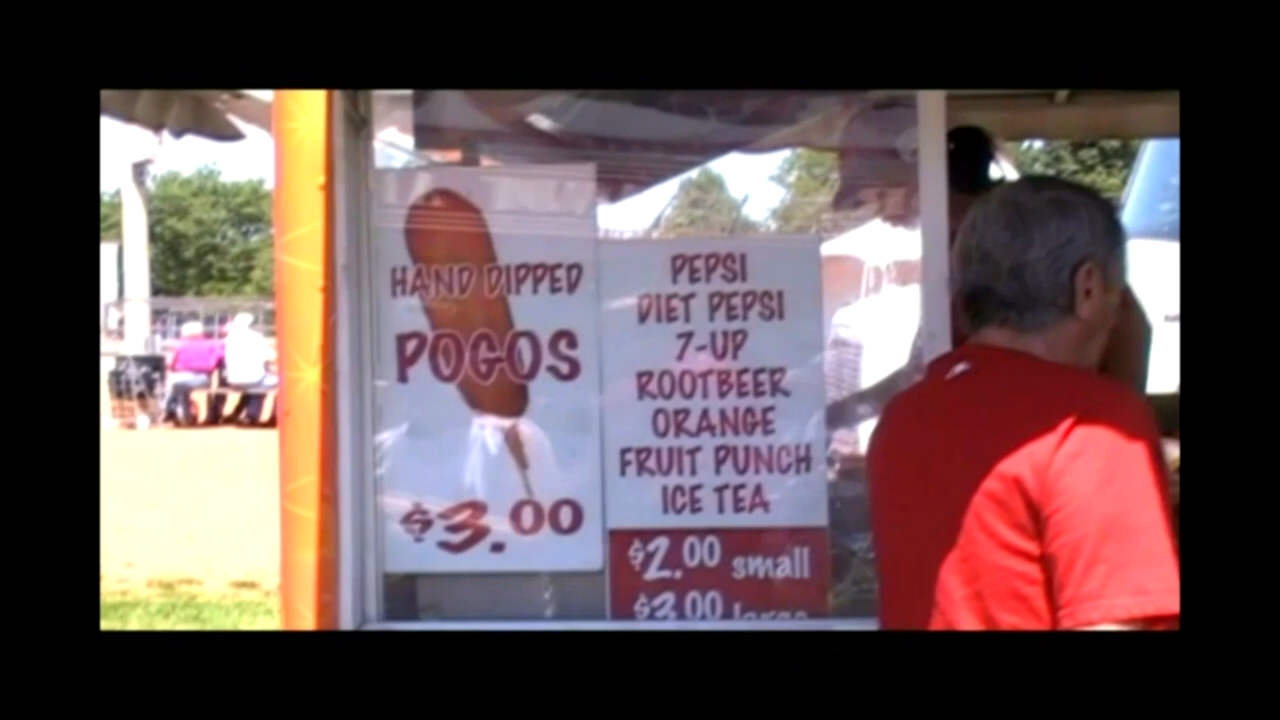 HAND DIPPED
POGOS
$3.00
PEPSI
DIET PEPSI
7-UP
ROOTBEER
ORANGE
FRUIT PUNCH
ICE TEA
$2.00 small
$3.00 large